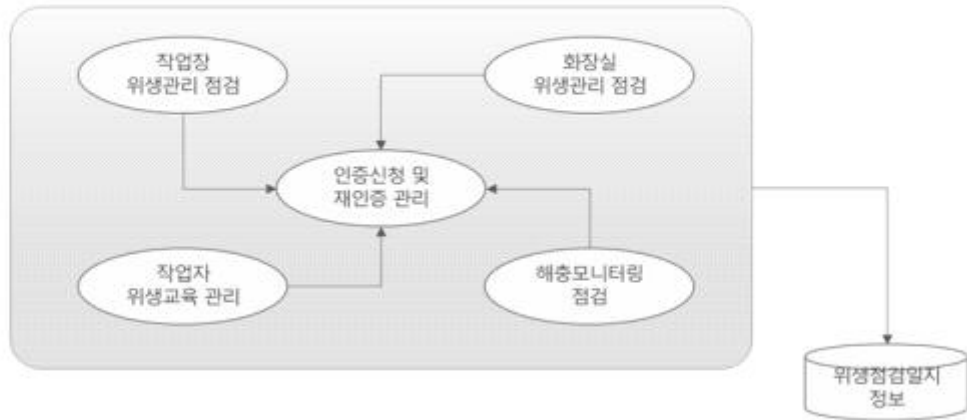 작업장
위생관리 점검
화장실
위생관리 점검
인증신청 및
재인증 관리
작업자
위생교육 관리
해충모니터링
점검
위생점검일지
정보